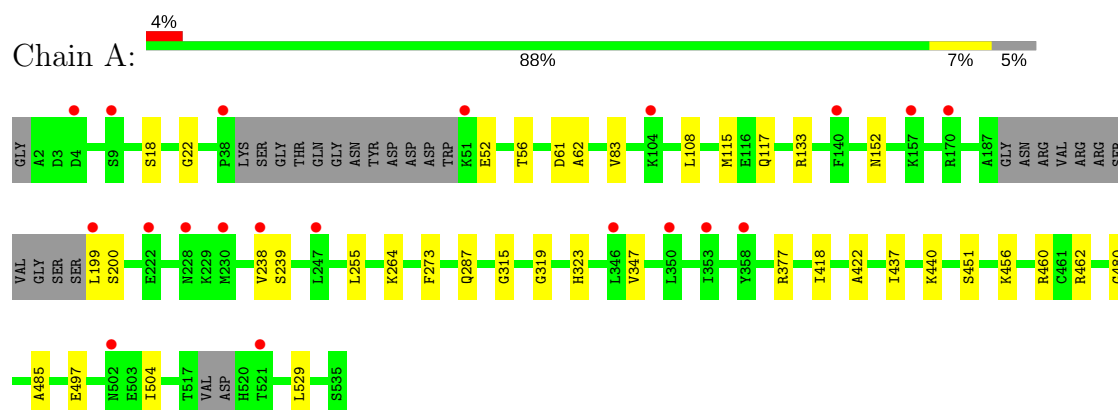 4%
Chain A:
88% 7% 5%
GLY A2 D3 D4 S9 S18 G22 P38 LYS SER GLY THR GLN GLY ASN TYR ASP ASP ASP TRP K51 E52 T56 D61 A62 V83 K104 L108 M115 E116 Q117 R133 F140 N152 K157 R170 A187 GLY ASN ARG VAL ARG ARG SER
VAL GLY SER SER L199 S200 E222 N228 K229 M230 V238 S239 L247 L255 K264 F273 Q287 G315 G319 H323 L346 V347 L350 I353 Y358 R377 I418 A422 I437 K440 S451 K456 R460 C461 R462 C480
A485 E497 N502 E503 I504 T517 VAL ASP H520 T521 L529 S535